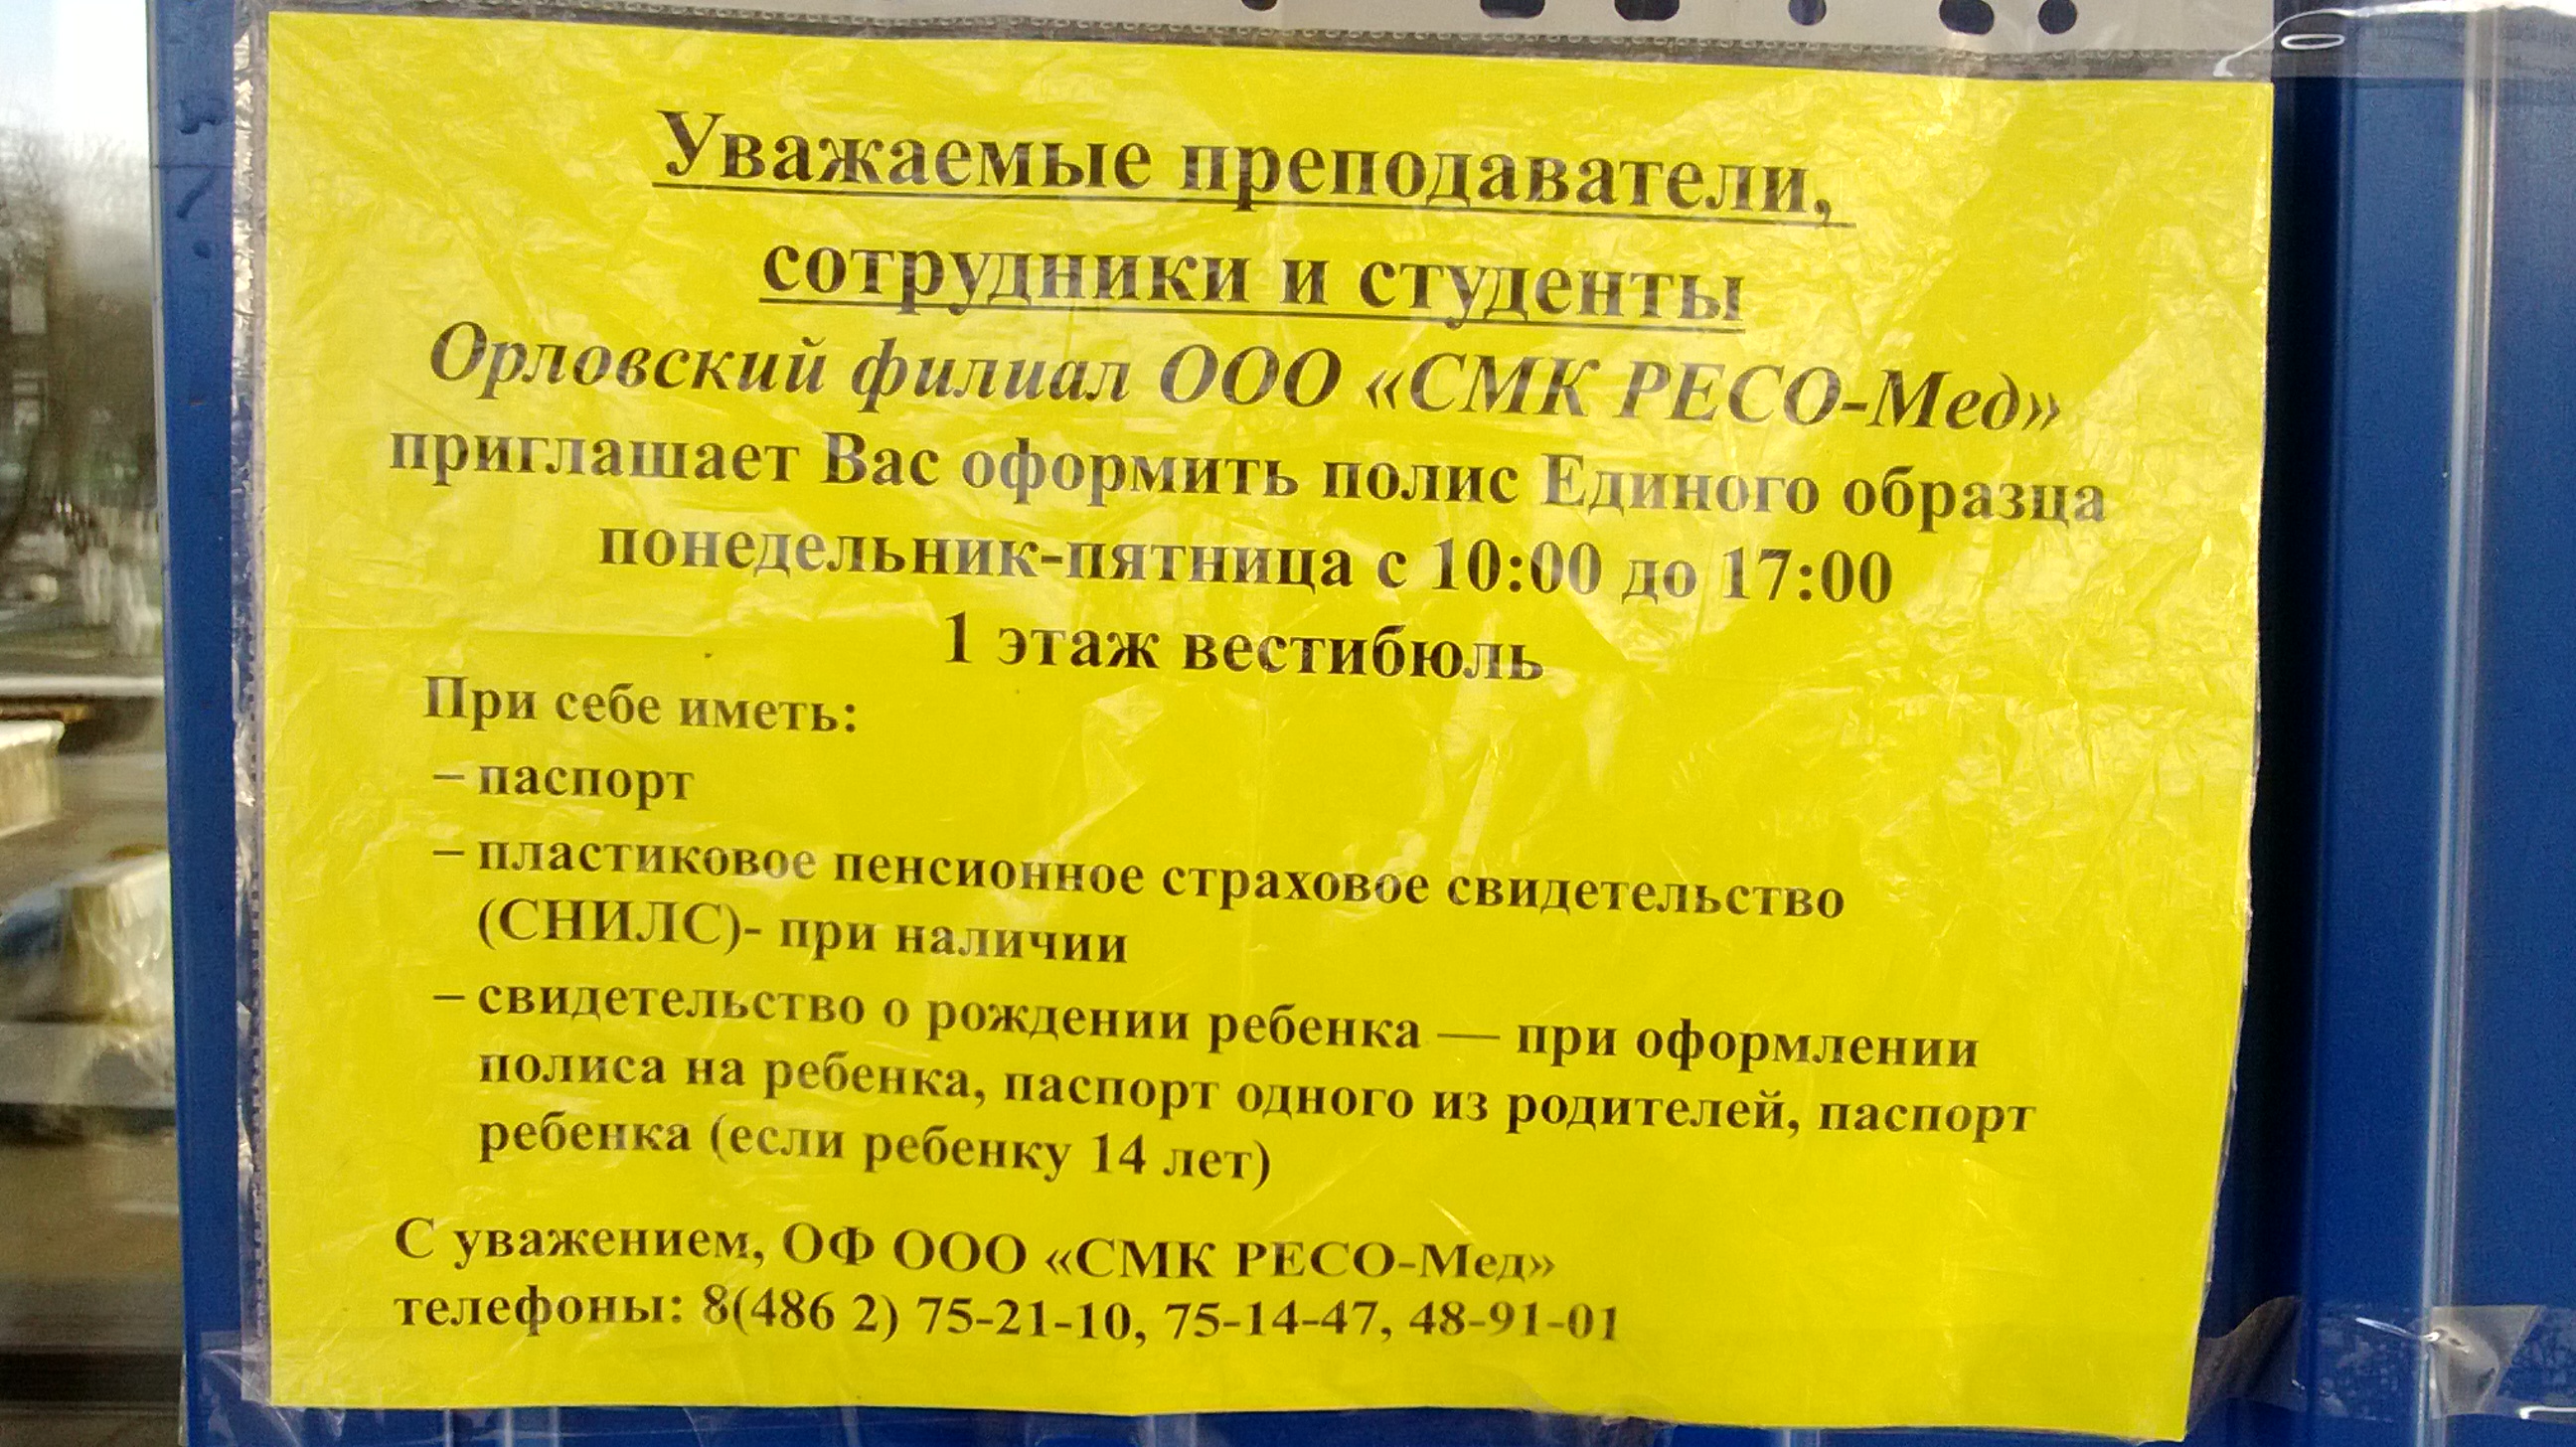 Уважаемые преподаватели,
сотрудники и студенты
Орловский филиал ООО «СМК РЕСО-Мед»
приглашает Вас оформить полис Единого образца
понедельник-пятница с 10:00 до 17:00
1 этаж вестибюль
При себе иметь:
– паспорт
– пластиковое пенсионное страховое свидетельство
(СНИЛС)- при наличии
– свидетельство о рождении ребенка — при оформлении
полиса на ребенка, паспорт одного из родителей, паспорт
ребенка (если ребенку 14 лет)
С уважением, ОФ ООО «СМК РЕСО-Мед»
телефоны: 8(486 2) 75-21-10, 75-14-47, 48-91-01